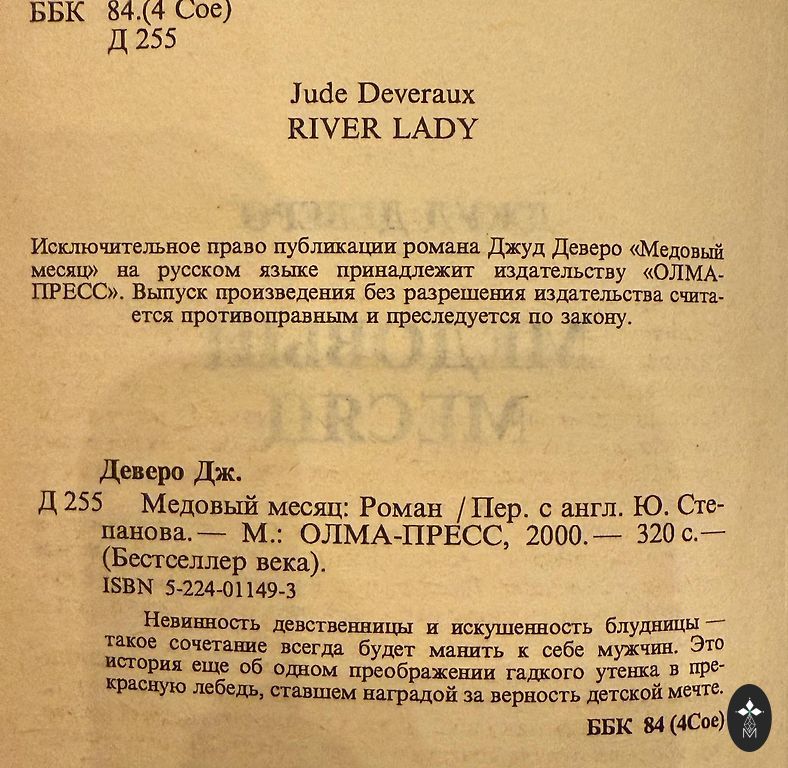 ББК 84.(4 Сое)
Д 255
Jude Deveraux
RIVER LADY
Исключительное право публикации романа Джуд Деверо «Медовый
месяц» на русском языке принадлежит издательству «ОЛМА-
ПРЕСС». Выпуск произведения без разрешения издательства счита-
ется противоправным и преследуется по закону.
Деверо Дж.
Д 255 Медовый месяц: Роман / Пер. с англ. Ю. Сте-
панова.— М.: ОЛМА-ПРЕСС, 2000.— 320 с.—
(Бестселлер века).
ISBN 5-224-01149-3
Невинность девственницы и искушенность блудницы —
такое сочетание всегда будет манить к себе мужчин. Это
история еще об одном преображении гадкого утенка в пре-
красную лебедь, ставшем наградой за верность детской мечте.
ББК 84 (4Сое)